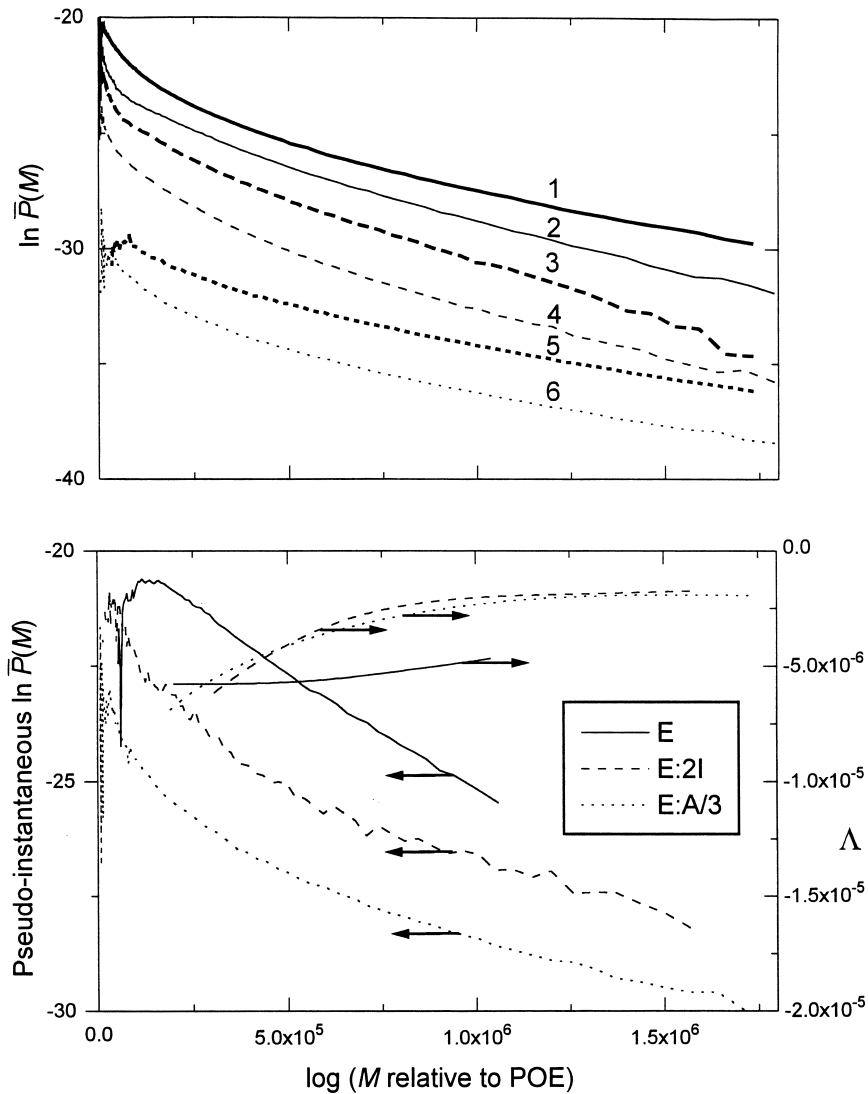 -20
-30
-40
ln P̅(M)
1
2
3
4
5
6
-20
-25
-30
Pseudo-instantaneous ln P̅(M)
0.0
-5.0x10⁻⁶
-1.0x10⁻⁵
-1.5x10⁻⁵
-2.0x10⁻⁵
Λ
E
E:2I
E:A/3
0.0
5.0x10⁵
1.0x10⁶
1.5x10⁶
log (M relative to POE)